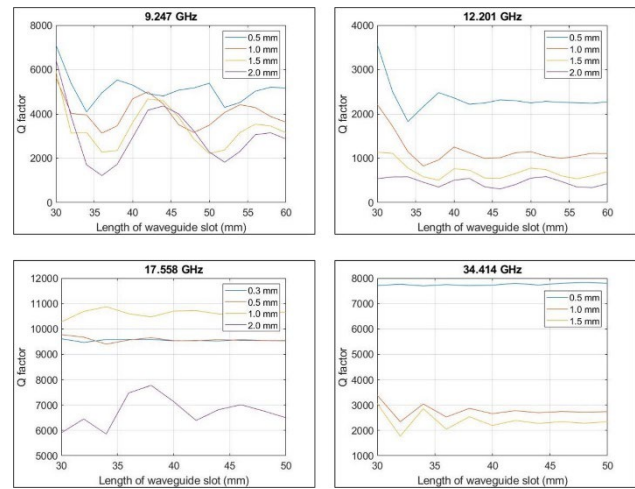 9.247 GHz
8000
6000
4000
2000
0
30 35 40 45 50 55 60
Q factor
Length of waveguide slot (mm)
0.5 mm
1.0 mm
1.5 mm
2.0 mm
12.201 GHz
4000
3000
2000
1000
0
30 35 40 45 50 55 60
Q factor
Length of waveguide slot (mm)
0.5 mm
1.0 mm
1.5 mm
2.0 mm
17.558 GHz
12000
11000
10000
9000
8000
7000
6000
5000
30 35 40 45 50
Q factor
Length of waveguide slot (mm)
0.3 mm
0.5 mm
1.0 mm
2.0 mm
34.414 GHz
8000
7000
6000
5000
4000
3000
2000
1000
30 35 40 45 50
Q factor
Length of waveguide slot (mm)
0.5 mm
1.0 mm
1.5 mm